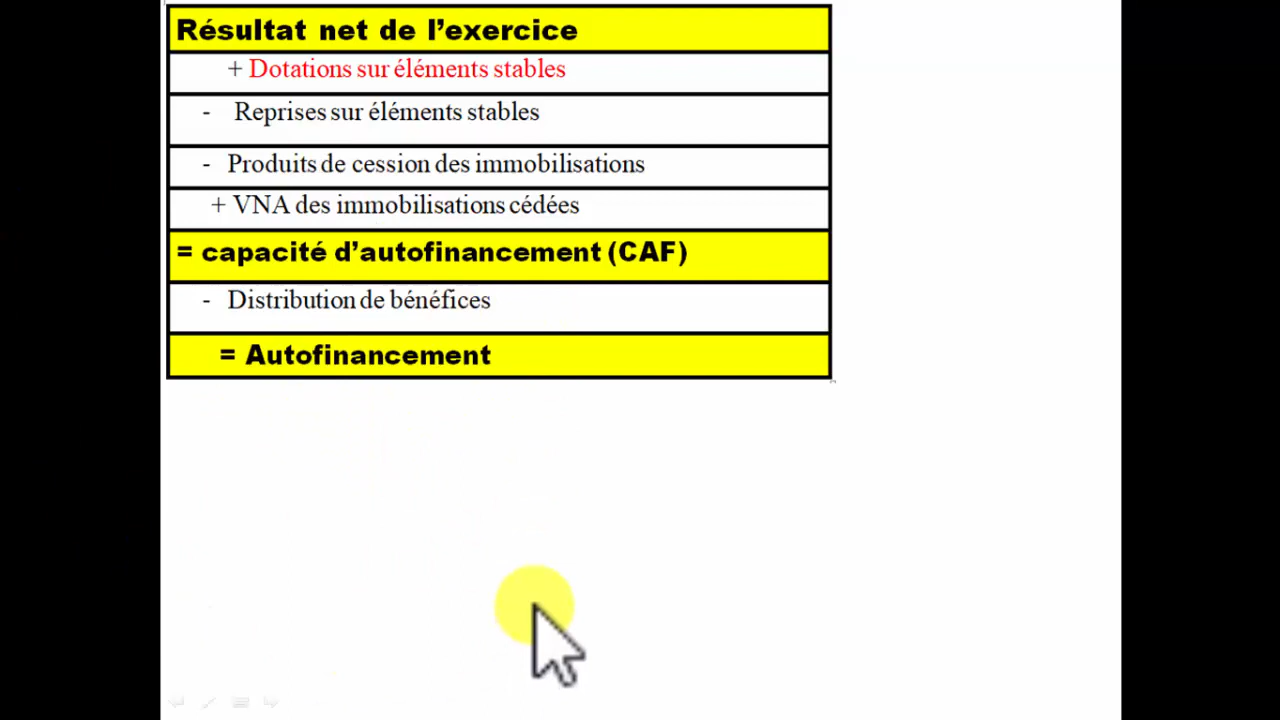 Résultat net de l’exercice
+ Dotations sur éléments stables
- Reprises sur éléments stables
- Produits de cession des immobilisations
+ VNA des immobilisations cédées
= capacité d’autofinancement (CAF)
- Distribution de bénéfices
= Autofinancement